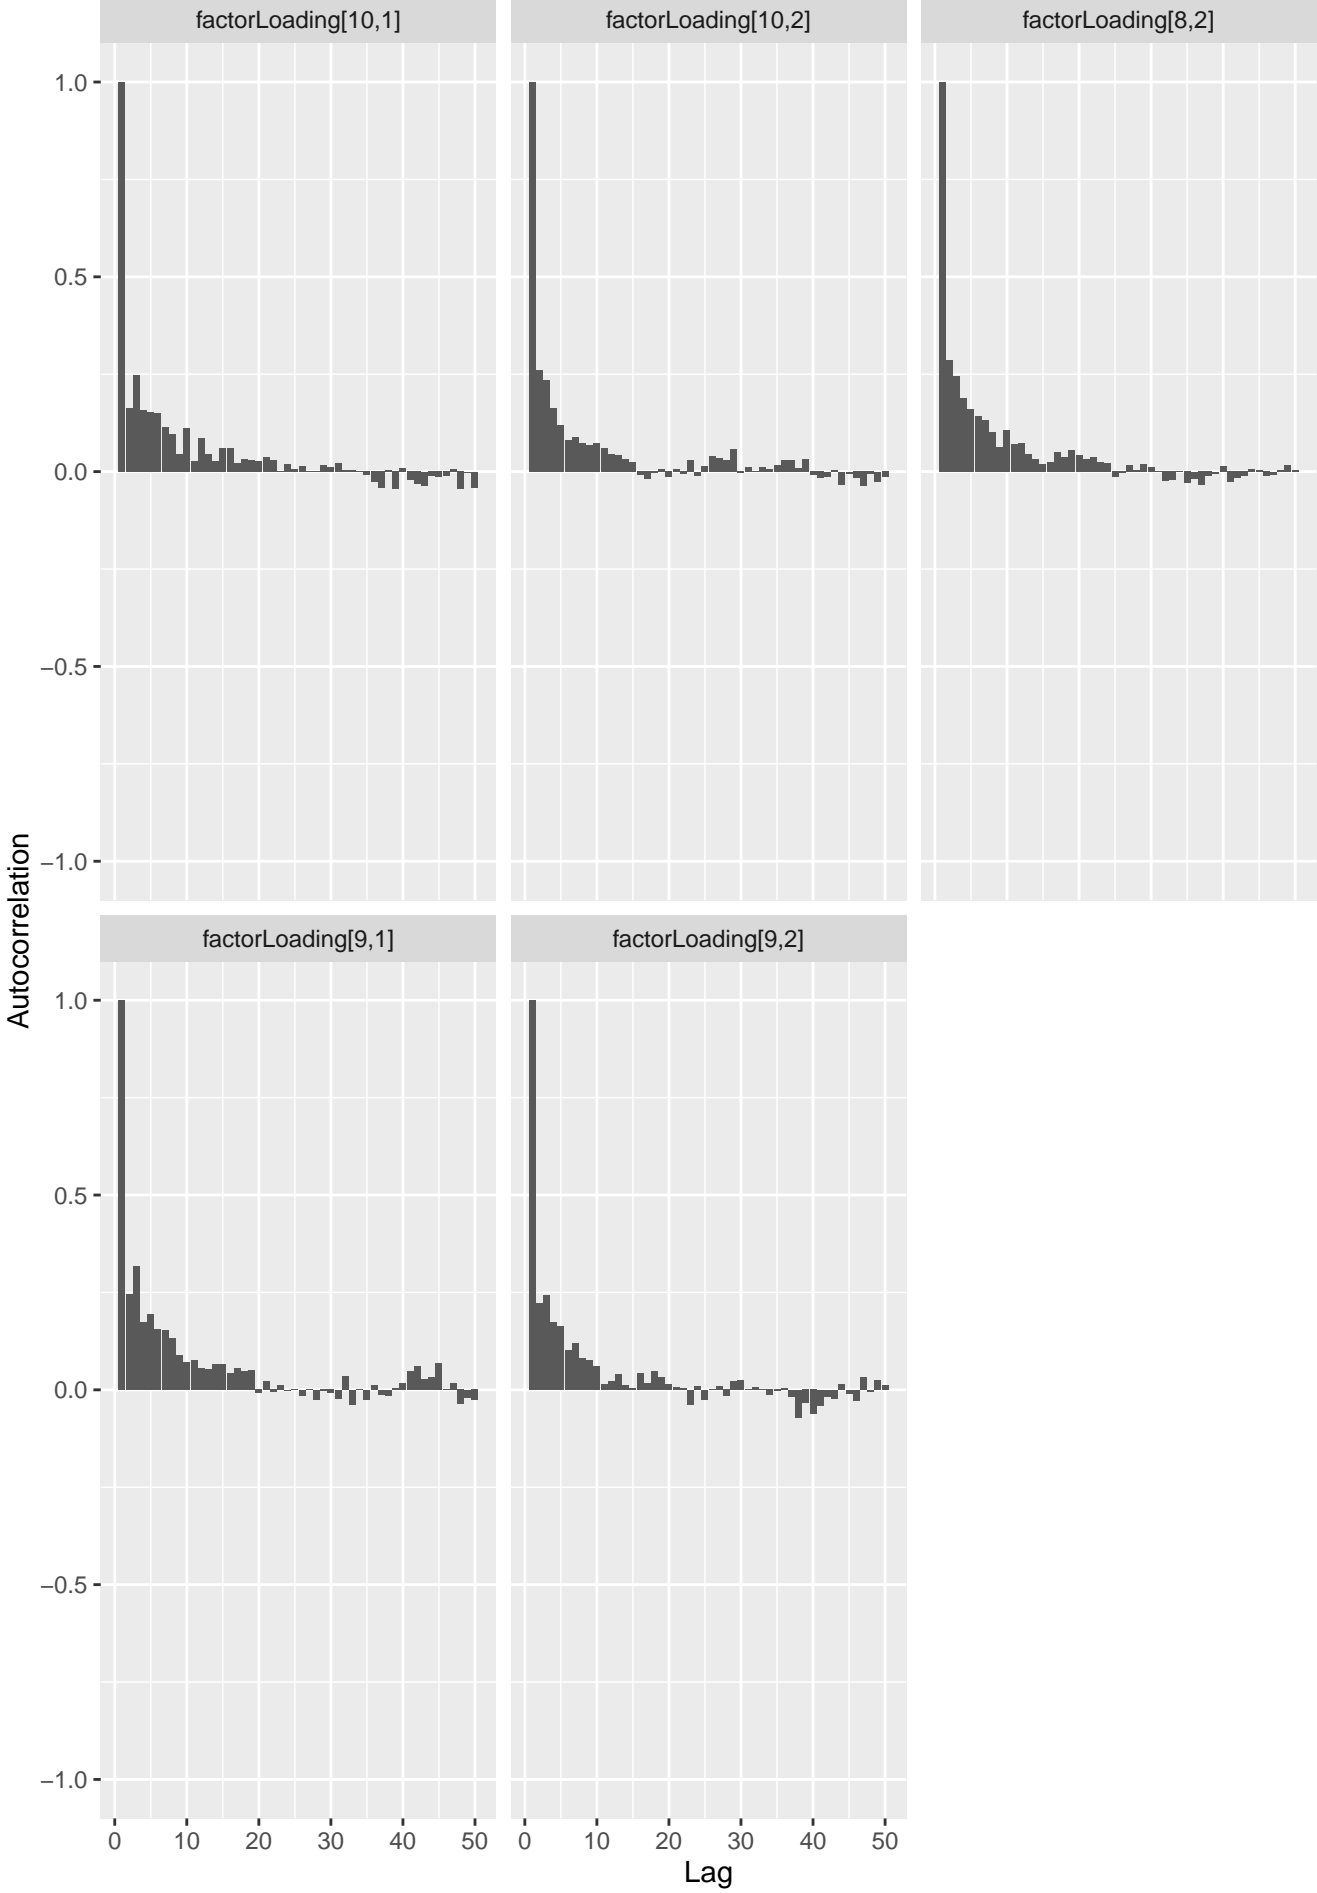 factorLoading[10,1]
factorLoading[10,2]
factorLoading[8,2]
1.0
0.5
0.0
−0.5
−1.0
Autocorrelation
factorLoading[9,1]
factorLoading[9,2]
1.0
0.5
0.0
−0.5
−1.0
0 10 20 30 40 50
0 10 20 30 40 50
Lag